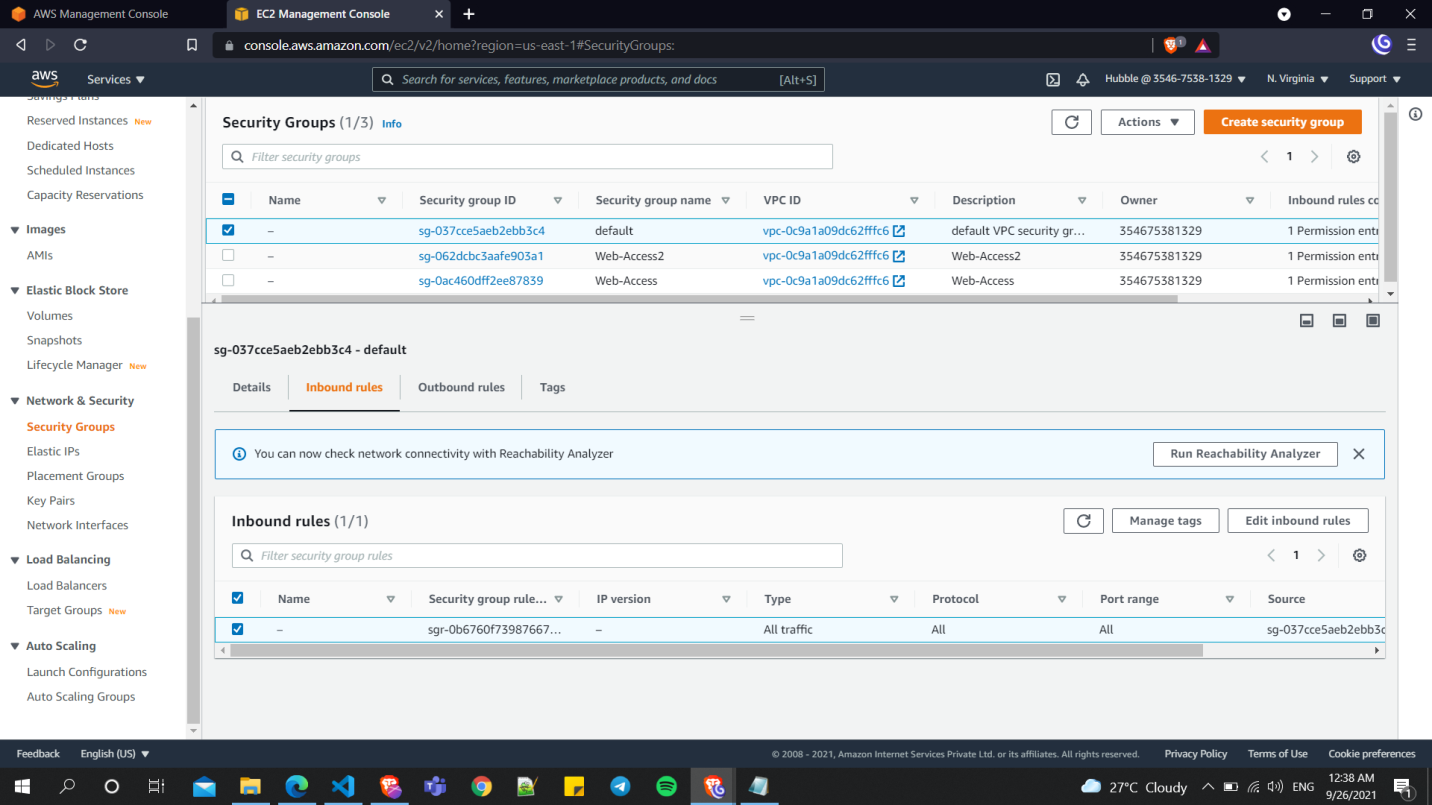 AWS Management Console
EC2 Management Console
console.aws.amazon.com/ec2/v2/home?region=us-east-1#SecurityGroups:
1
aws
Services
Search for services, features, marketplace products, and docs
[Alt+S]
Hubble @ 3546-7538-1329
N. Virginia
Support
Savings Plans
Reserved Instances New
Dedicated Hosts
Scheduled Instances
Capacity Reservations
Images
AMIs
Elastic Block Store
Volumes
Snapshots
Lifecycle Manager New
Network & Security
Security Groups
Elastic IPs
Placement Groups
Key Pairs
Network Interfaces
Load Balancing
Load Balancers
Target Groups New
Auto Scaling
Launch Configurations
Auto Scaling Groups
Security Groups (1/3) Info
Actions
Create security group
Filter security groups
1
Name Security group ID Security group name VPC ID Description Owner Inbound rules co
– sg-037cce5aeb2ebb3c4 default vpc-0c9a1a09dc62fffc6 default VPC security gr... 354675381329 1 Permission entr
– sg-062dcbc3aafe903a1 Web-Access2 vpc-0c9a1a09dc62fffc6 Web-Access2 354675381329 1 Permission entr
– sg-0ac460dff2ee87839 Web-Access vpc-0c9a1a09dc62fffc6 Web-Access 354675381329 1 Permission entr
sg-037cce5aeb2ebb3c4 - default
Details
Inbound rules
Outbound rules
Tags
You can now check network connectivity with Reachability Analyzer
Run Reachability Analyzer
Inbound rules (1/1)
Manage tags
Edit inbound rules
Filter security group rules
1
Name Security group rule... IP version Type Protocol Port range Source
– sgr-0b6760f73987667... – All traffic All All sg-037cce5aeb2ebb3c
Feedback
English (US)
© 2008 - 2021, Amazon Internet Services Private Ltd. or its affiliates. All rights reserved.
Privacy Policy
Terms of Use
Cookie preferences
27°C Cloudy
ENG
12:38 AM
9/26/2021
1